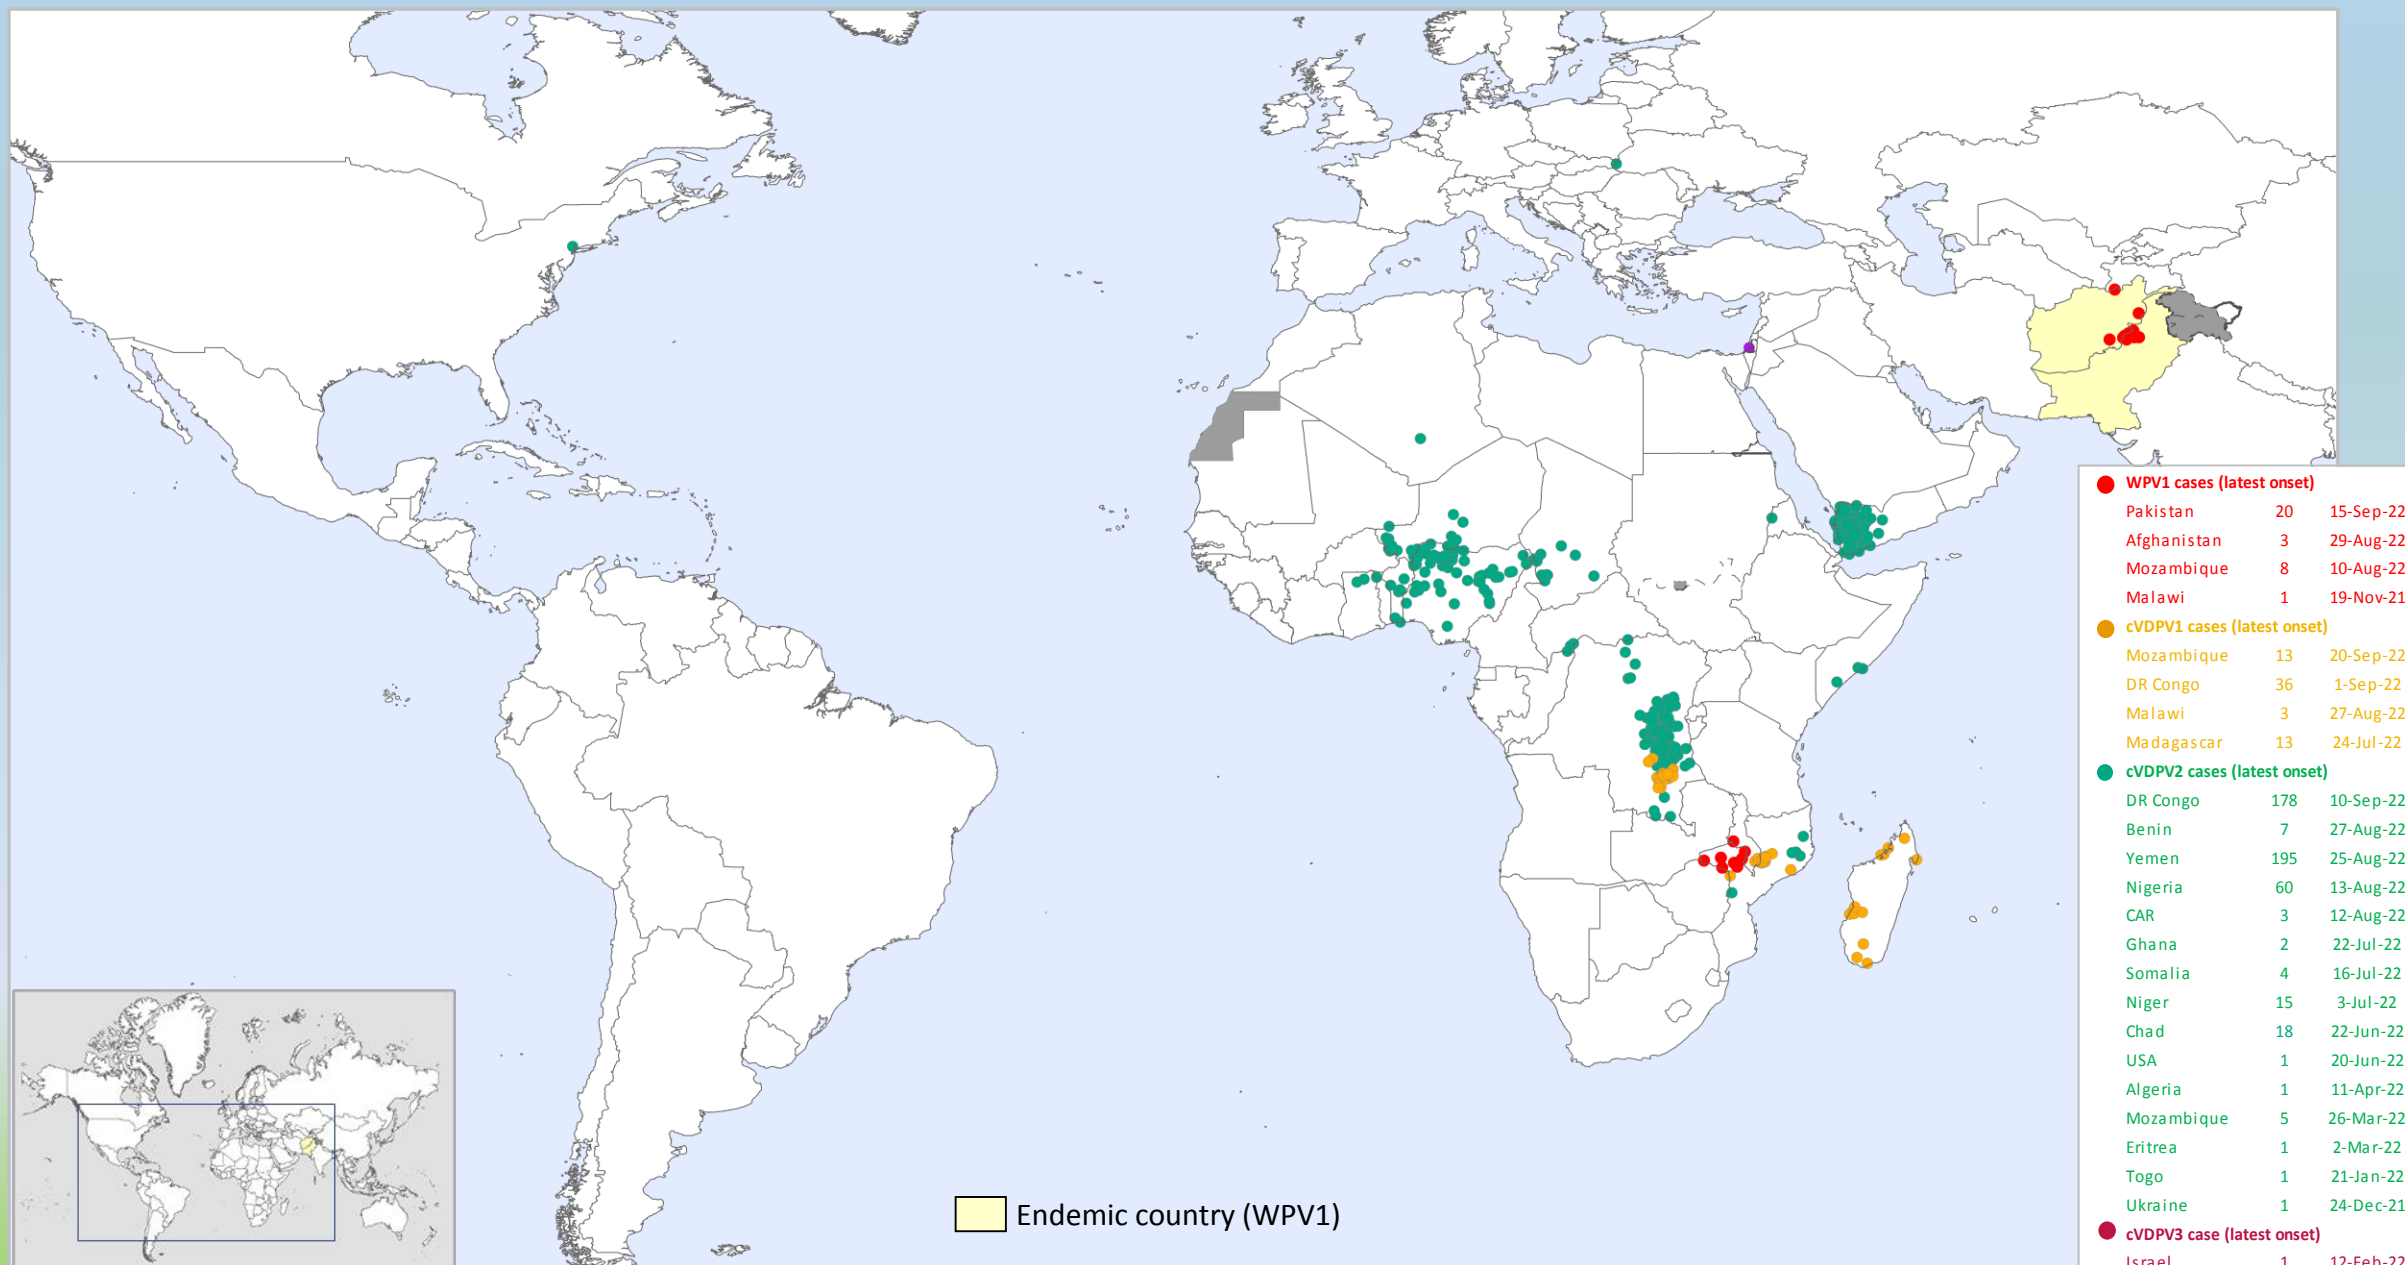 WPV1 cases (latest onset)
Pakistan 20 15-Sep-22
Afghanistan 3 29-Aug-22
Mozambique 8 10-Aug-22
Malawi 1 19-Nov-21
cVDPV1 cases (latest onset)
Mozambique 13 20-Sep-22
DR Congo 36 1-Sep-22
Malawi 3 27-Aug-22
Madagascar 13 24-Jul-22
cVDPV2 cases (latest onset)
DR Congo 178 10-Sep-22
Benin 7 27-Aug-22
Yemen 195 25-Aug-22
Nigeria 60 13-Aug-22
CAR 3 12-Aug-22
Ghana 2 22-Jul-22
Somalia 4 16-Jul-22
Niger 15 3-Jul-22
Chad 18 22-Jun-22
USA 1 20-Jun-22
Algeria 1 11-Apr-22
Mozambique 5 26-Mar-22
Eritrea 1 2-Mar-22
Togo 1 21-Jan-22
Ukraine 1 24-Dec-21
cVDPV3 case (latest onset)
Israel 1 12-Feb-22
Endemic country (WPV1)